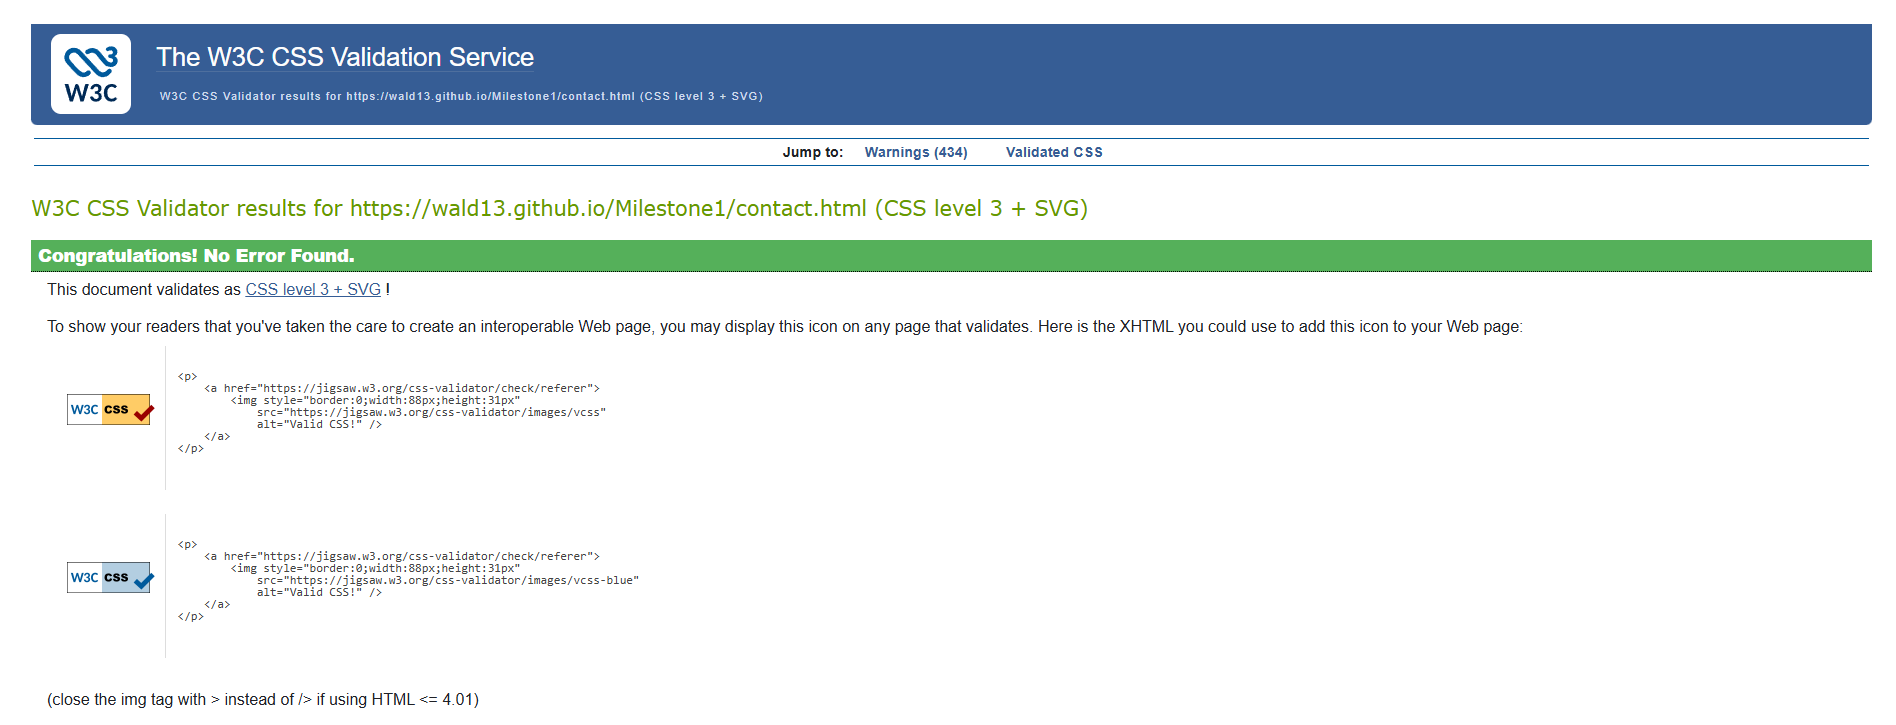 W3C
The W3C CSS Validation Service
W3C CSS Validator results for https://wald13.github.io/Milestone1/contact.html (CSS level 3 + SVG)
Jump to: Warnings (434) Validated CSS
W3C CSS Validator results for https://wald13.github.io/Milestone1/contact.html (CSS level 3 + SVG)
Congratulations! No Error Found.
This document validates as CSS level 3 + SVG !
To show your readers that you've taken the care to create an interoperable Web page, you may display this icon on any page that validates. Here is the XHTML you could use to add this icon to your Web page:
W3C css
<p>
<a href="https://jigsaw.w3.org/css-validator/check/referer">
<img style="border:0;width:88px;height:31px"
src="https://jigsaw.w3.org/css-validator/images/vcss"
alt="Valid CSS!" />
</a>
</p>
W3C css
<p>
<a href="https://jigsaw.w3.org/css-validator/check/referer">
<img style="border:0;width:88px;height:31px"
src="https://jigsaw.w3.org/css-validator/images/vcss-blue"
alt="Valid CSS!" />
</a>
</p>
(close the img tag with > instead of /> if using HTML <= 4.01)